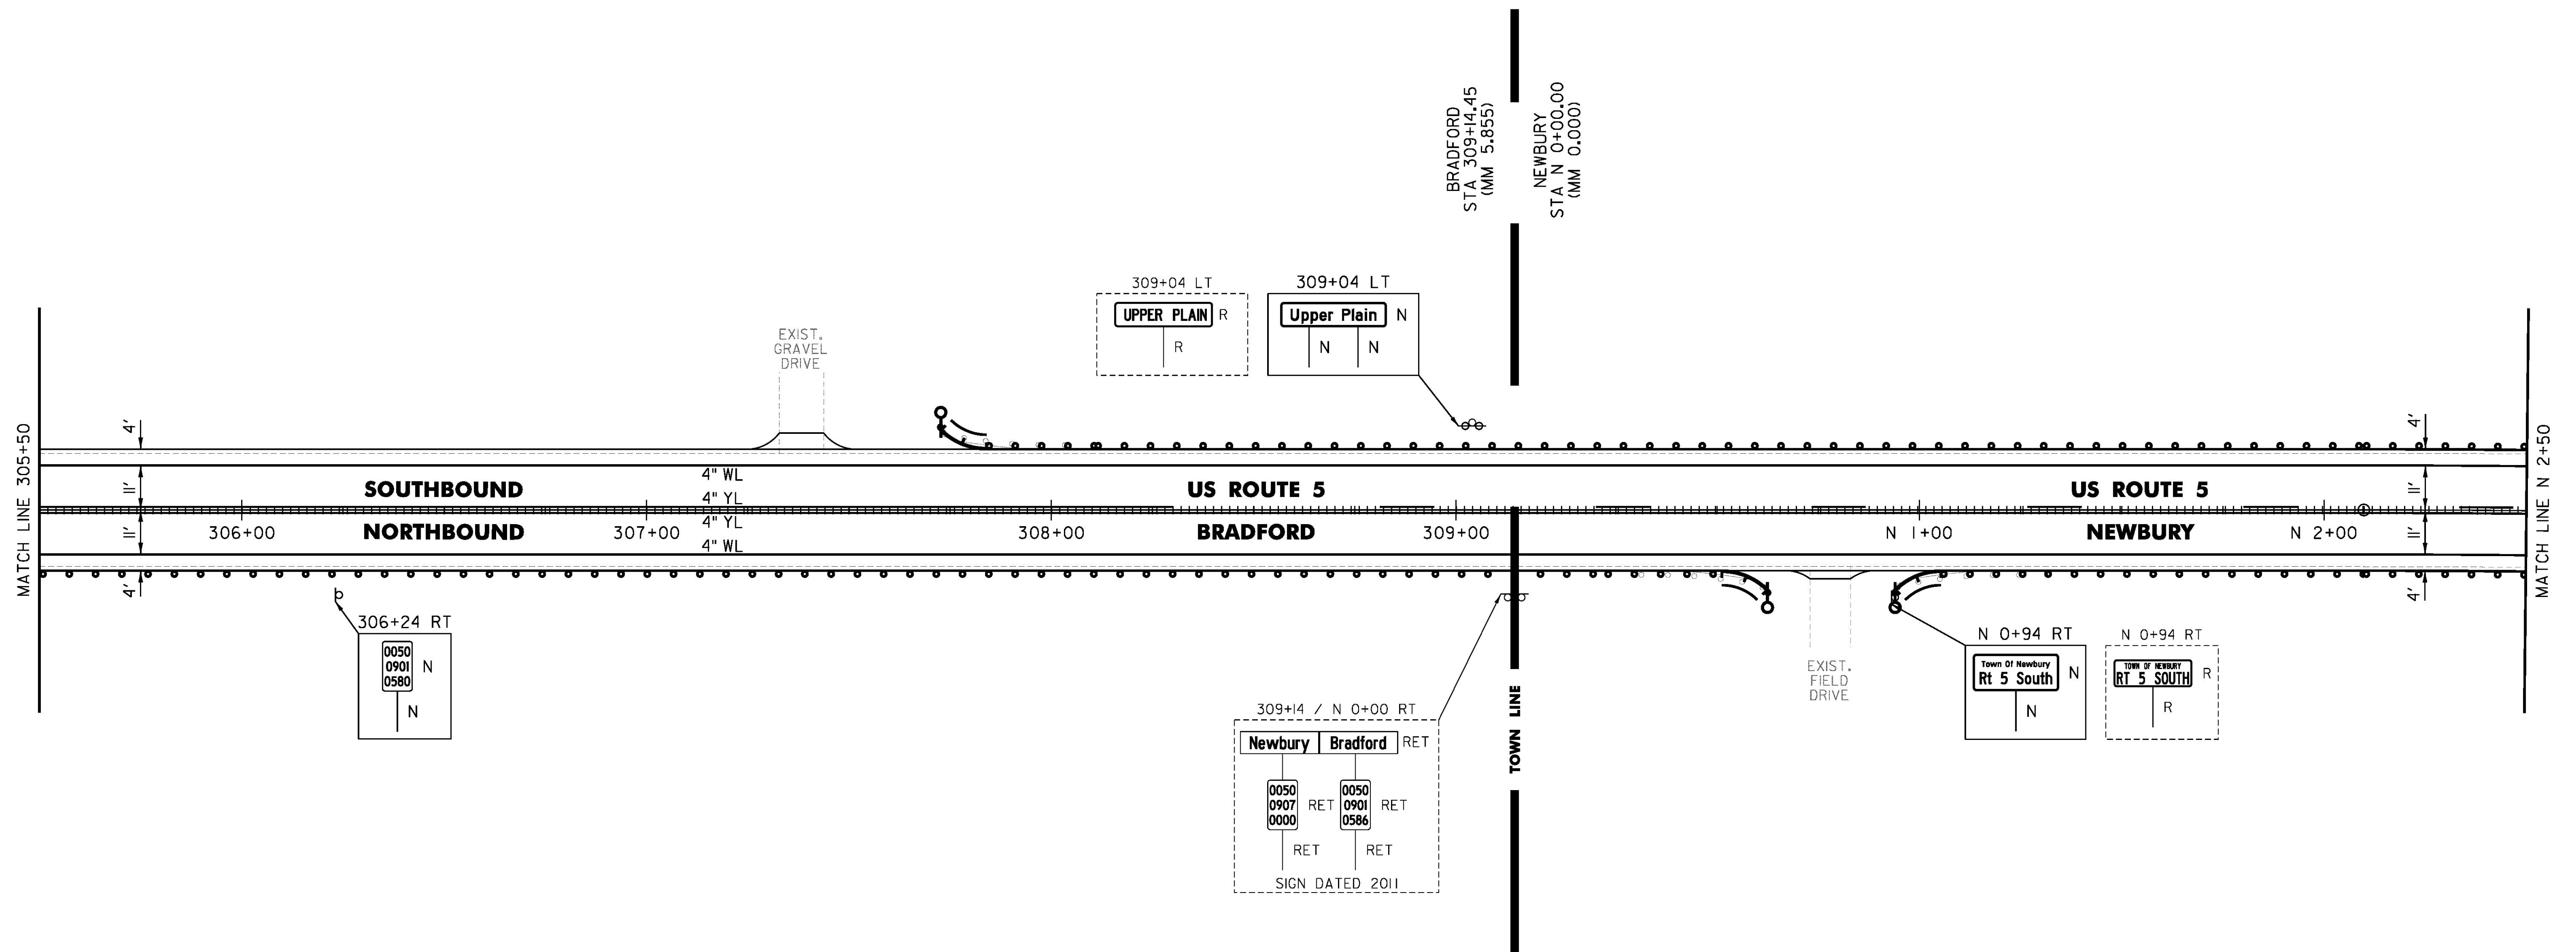 BRADFORD
STA 309+14.45
(MM 5.855)
NEWBURY
STA N 0+00.00
(MM 0.000)
309+04 LT
UPPER PLAIN R
R
309+04 LT
Upper Plain N
N N
EXIST.
GRAVEL
DRIVE
MATCH LINE 305+50
MATCH LINE N 2+50
4'
4'
11'
11'
SOUTHBOUND
4" WL
4" YL
US ROUTE 5
US ROUTE 5
11'
11'
306+00
NORTHBOUND
307+00
4" YL
4" WL
308+00
BRADFORD
309+00
N 1+00
NEWBURY
N 2+00
4'
4'
306+24 RT
0050
0901
0580
N
N
309+14 / N 0+00 RT
Newbury Bradford RET
0050
0907
0000
RET
0050
0901
0586
RET
RET
RET
SIGN DATED 2011
TOWN LINE
EXIST.
FIELD
DRIVE
N 0+94 RT
Town Of Newbury
Rt 5 South
N
N
N 0+94 RT
TOWN OF NEWBURY
RT 5 SOUTH
R
R